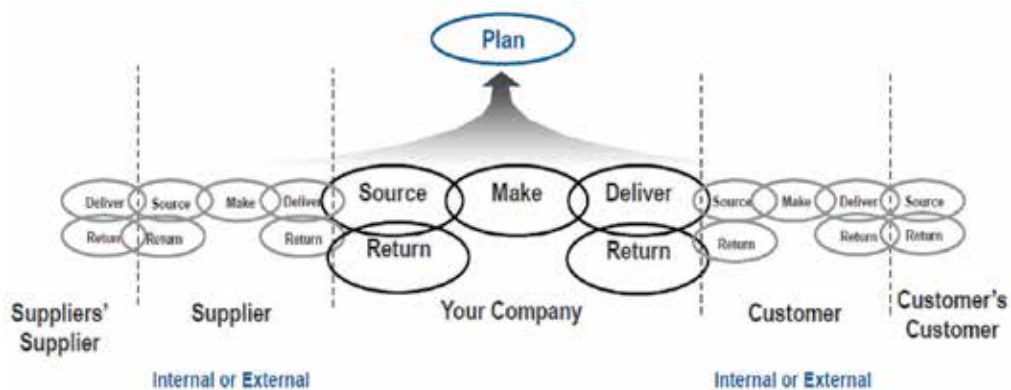 Plan
Deliver Source Make Deliver Source Make Deliver Source Make Deliver Source
Return Return Return Return Return Return Return Return
Suppliers' Supplier Your Company Customer Customer's
Supplier Customer
Internal or External Internal or External